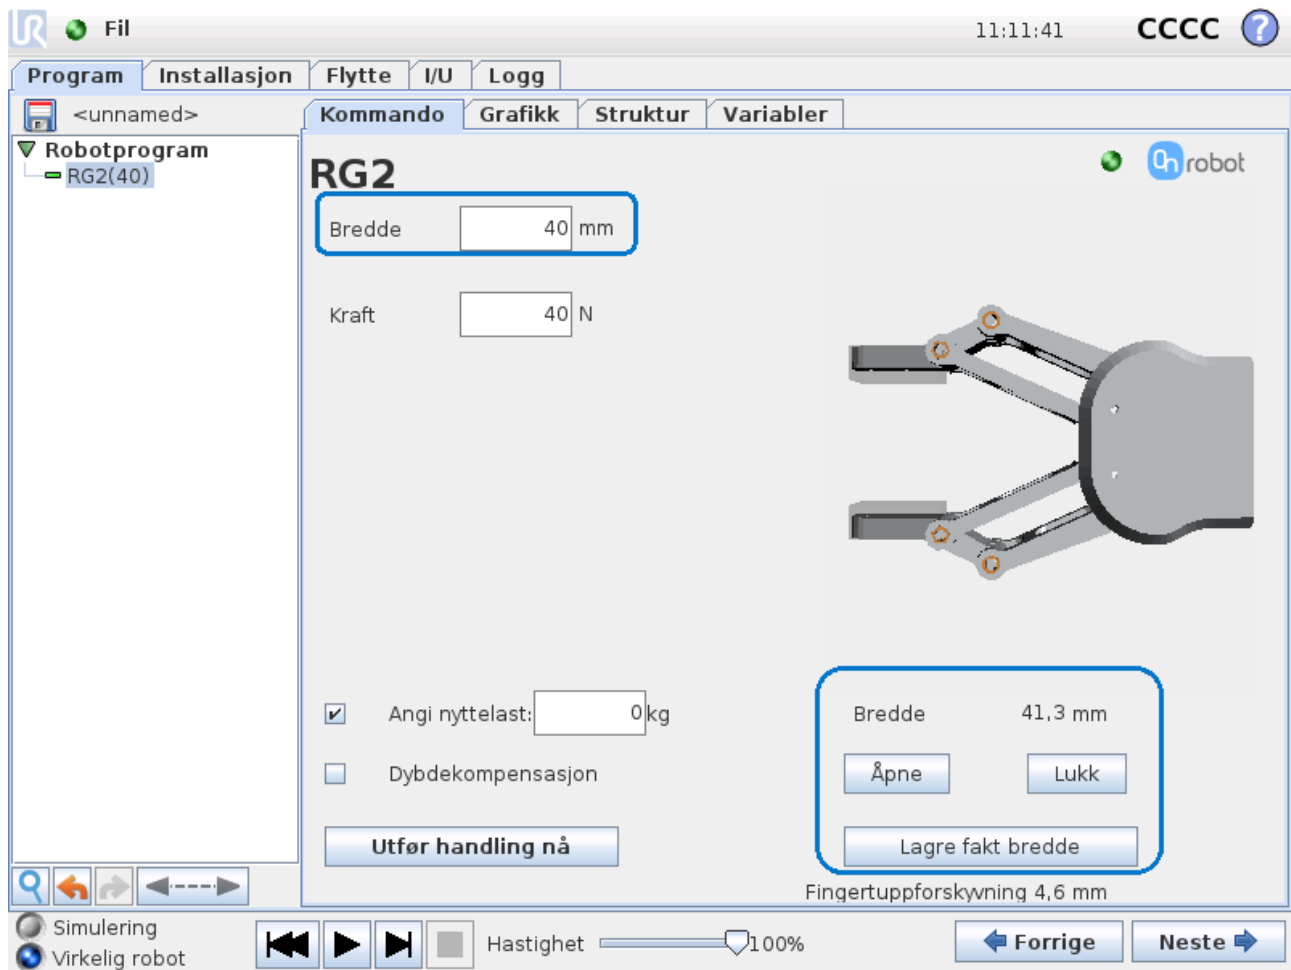 Fil
11:11:41
CCCC
?
Program
Installasjon
Flytte
I/U
Logg
<unnamed>
Kommando
Grafikk
Struktur
Variabler
Robotprogram
RG2(40)
RG2
On robot
Bredde 40 mm
Kraft 40 N
Angi nyttelast: 0 kg
Bredde 41,3 mm
Dybdekompensasjon
Åpne
Lukk
Utfør handling nå
Lagre fakt bredde
Fingertuppforskyvning 4,6 mm
Simulering
Virkelig robot
Hastighet 100%
Forrige
Neste